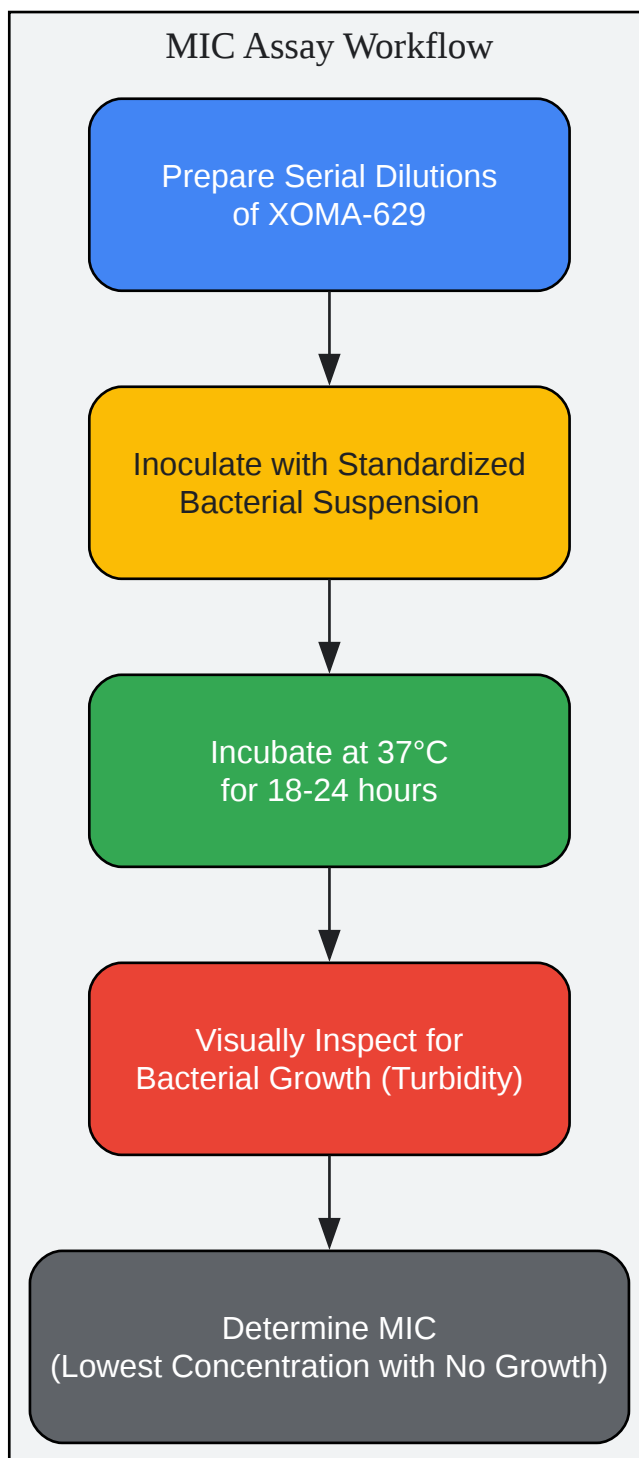 MIC Assay Workflow
Prepare Serial Dilutions
of XOMA-629
Inoculate with Standardized
Bacterial Suspension
Incubate at 37°C
for 18-24 hours
Visually Inspect for
Bacterial Growth (Turbidity)
Determine MIC
(Lowest Concentration with No Growth)